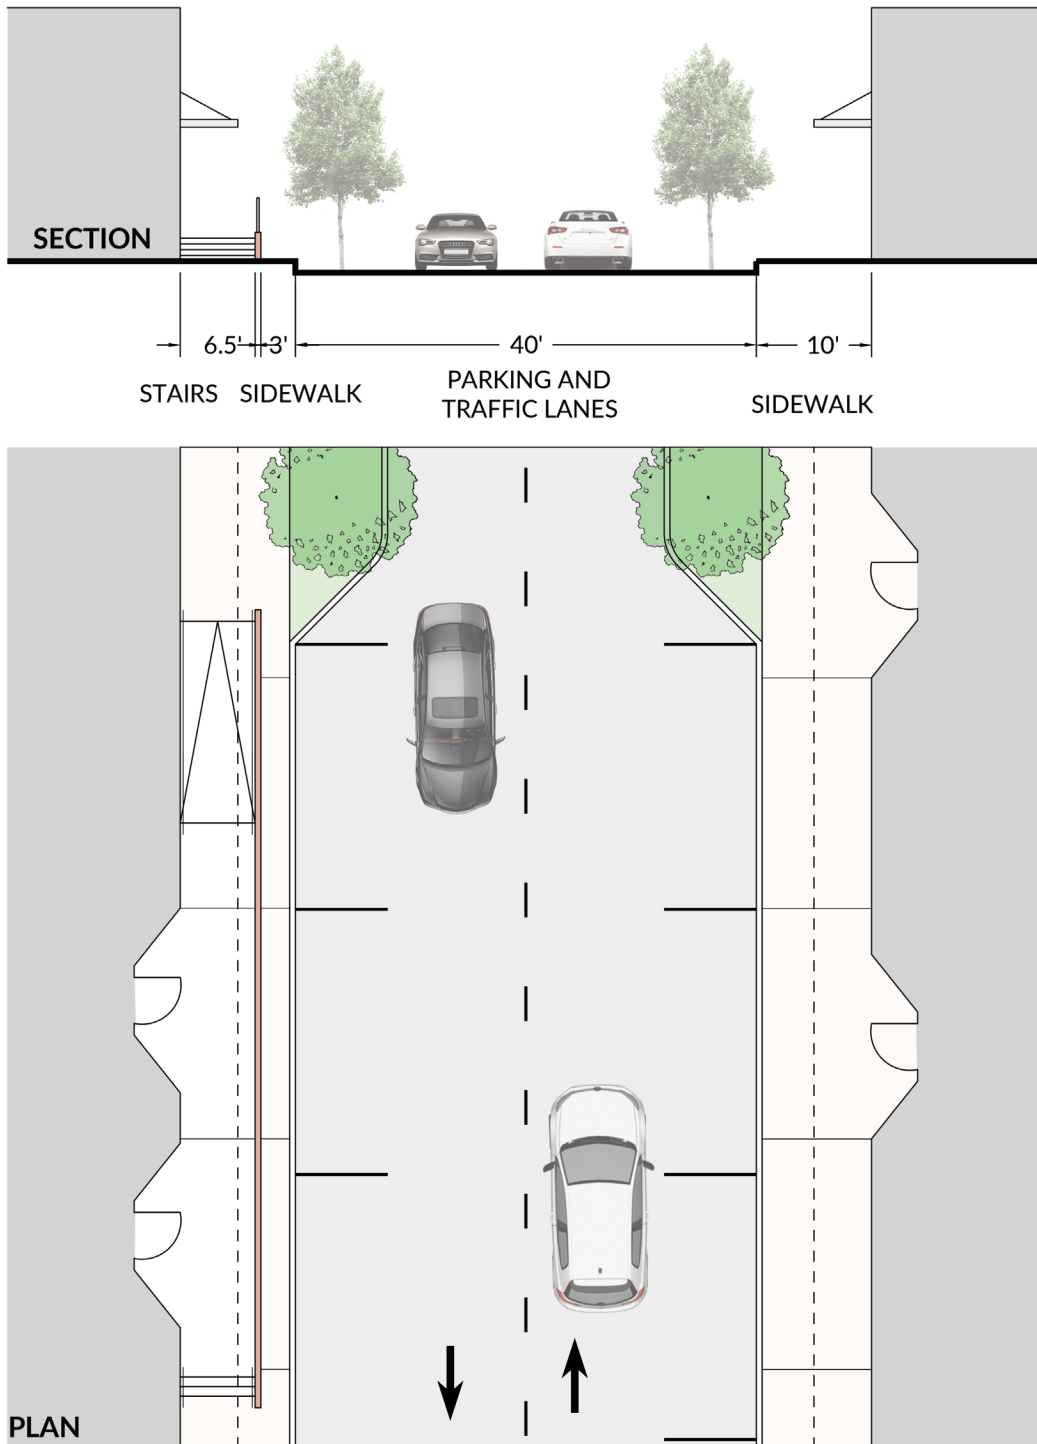 SECTION
6.5' 3' 40' 10'
STAIRS SIDEWALK PARKING AND
TRAFFIC LANES SIDEWALK
PLAN